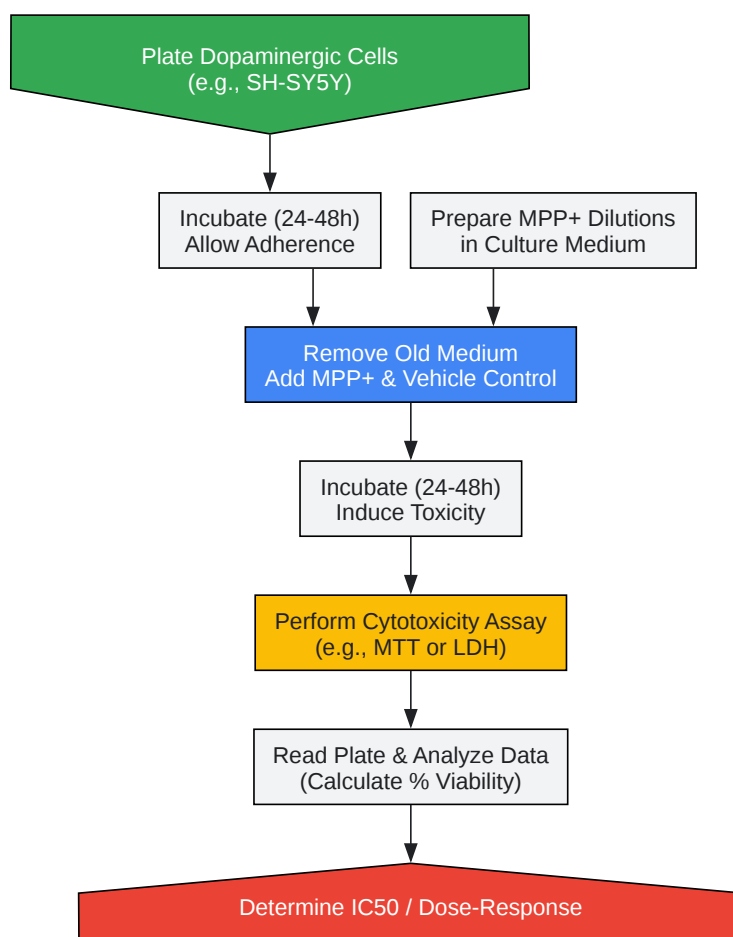 Plate Dopaminergic Cells
(e.g., SH-SY5Y)
Incubate (24-48h)
Allow Adherence
Prepare MPP+ Dilutions
in Culture Medium
Remove Old Medium
Add MPP+ & Vehicle Control
Incubate (24-48h)
Induce Toxicity
Perform Cytotoxicity Assay
(e.g., MTT or LDH)
Read Plate & Analyze Data
(Calculate % Viability)
Determine IC50 / Dose-Response